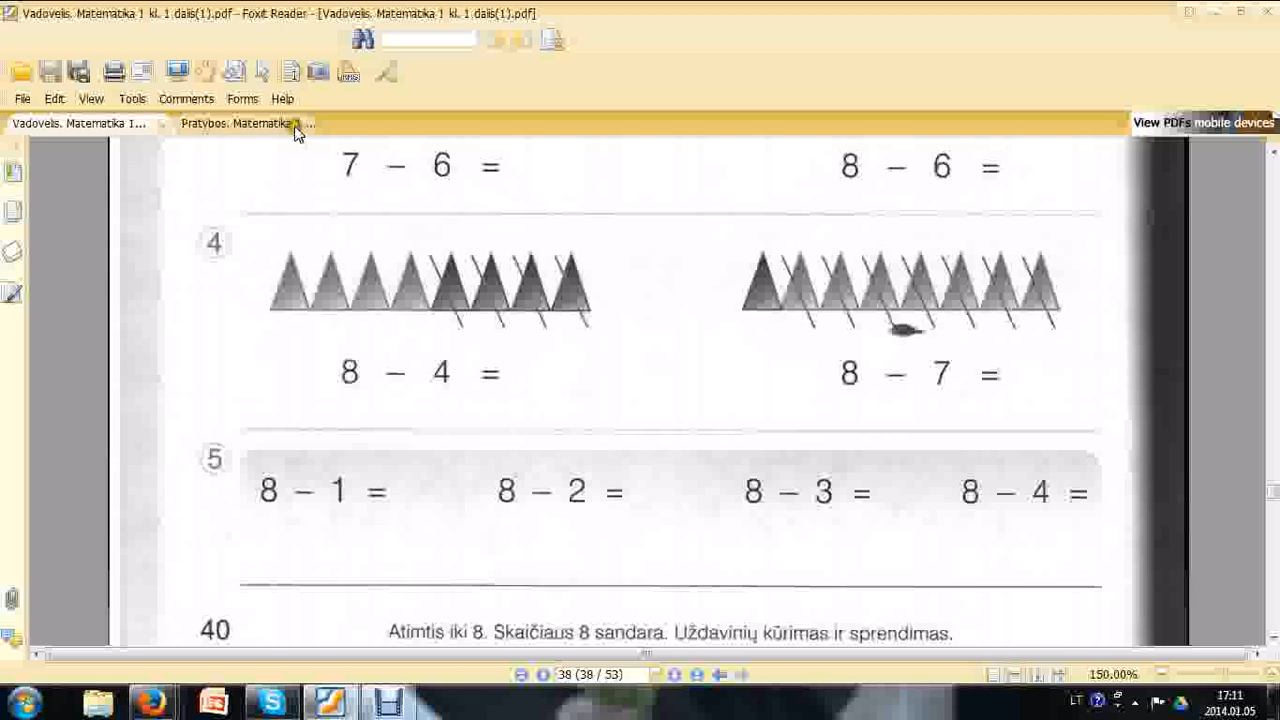 Vadovelis. Matematika 1 kl. 1 dalis(1).pdf - Foxit Reader - [Vadovelis. Matematika 1 kl. 1 dalis(1).pdf]
File Edit View Tools Comments Forms Help
Vadovelis. Matematika 1... Pratybos. Matematika ... View PDFs mobile devices
7 - 6 = 8 - 6 =
4
8 - 4 = 8 - 7 =
5
8 - 1 = 8 - 2 = 8 - 3 = 8 - 4 =
40 Atimtis iki 8. Skaičiaus 8 sandara. Uždavinių kūrimas ir sprendimas.
38 (38 / 53) 150.00%
LT 17:11
2014.01.05